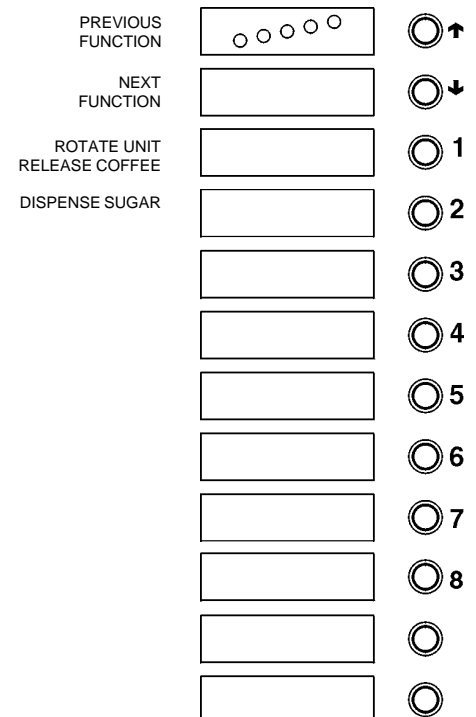 PREVIOUS
FUNCTION
↑
NEXT
FUNCTION
↓
ROTATE UNIT
RELEASE COFFEE
1
DISPENSE SUGAR
2
3
4
5
6
7
8